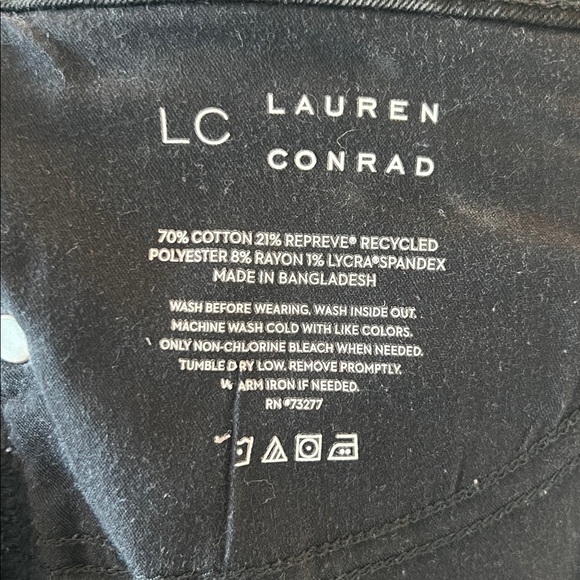 LC LAUREN
CONRAD
70% COTTON 21% REPREVE® RECYCLED
POLYESTER 8% RAYON 1% LYCRA®SPANDEX
MADE IN BANGLADESH
WASH BEFORE WEARING. WASH INSIDE OUT.
MACHINE WASH COLD WITH LIKE COLORS.
ONLY NON-CHLORINE BLEACH WHEN NEEDED.
TUMBLE DRY LOW. REMOVE PROMPTLY.
WARM IRON IF NEEDED.
RN #73277